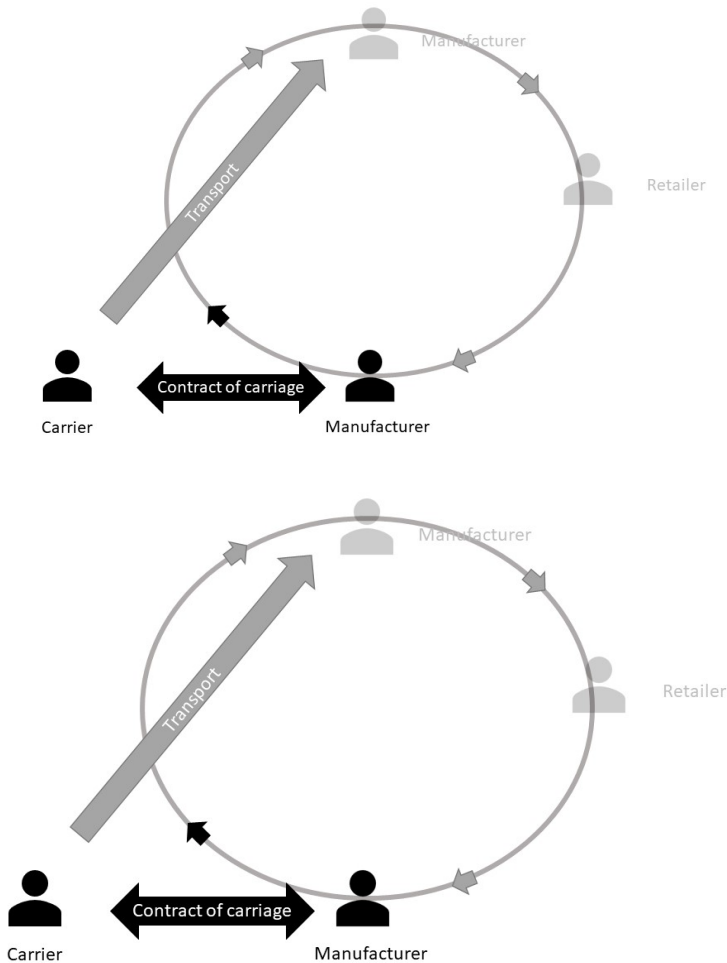 Manufacturer
Transport
Retailer
Contract of carriage
Carrier
Manufacturer
Manufacturer
Transport
Retailer
Contract of carriage
Carrier
Manufacturer